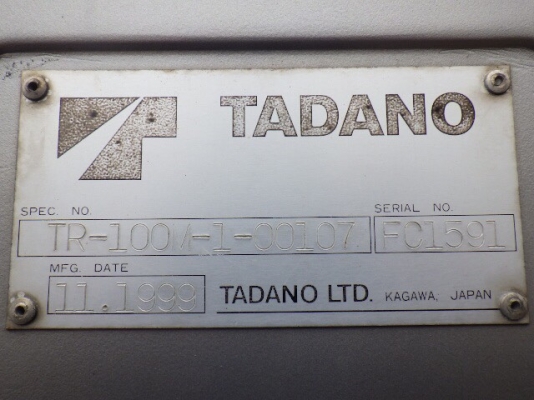 TADANO
SPEC. NO. SERIAL NO.
TR-100M-1-00107 FC1591
MFG. DATE
11.1999 TADANO LTD. KAGAWA, JAPAN